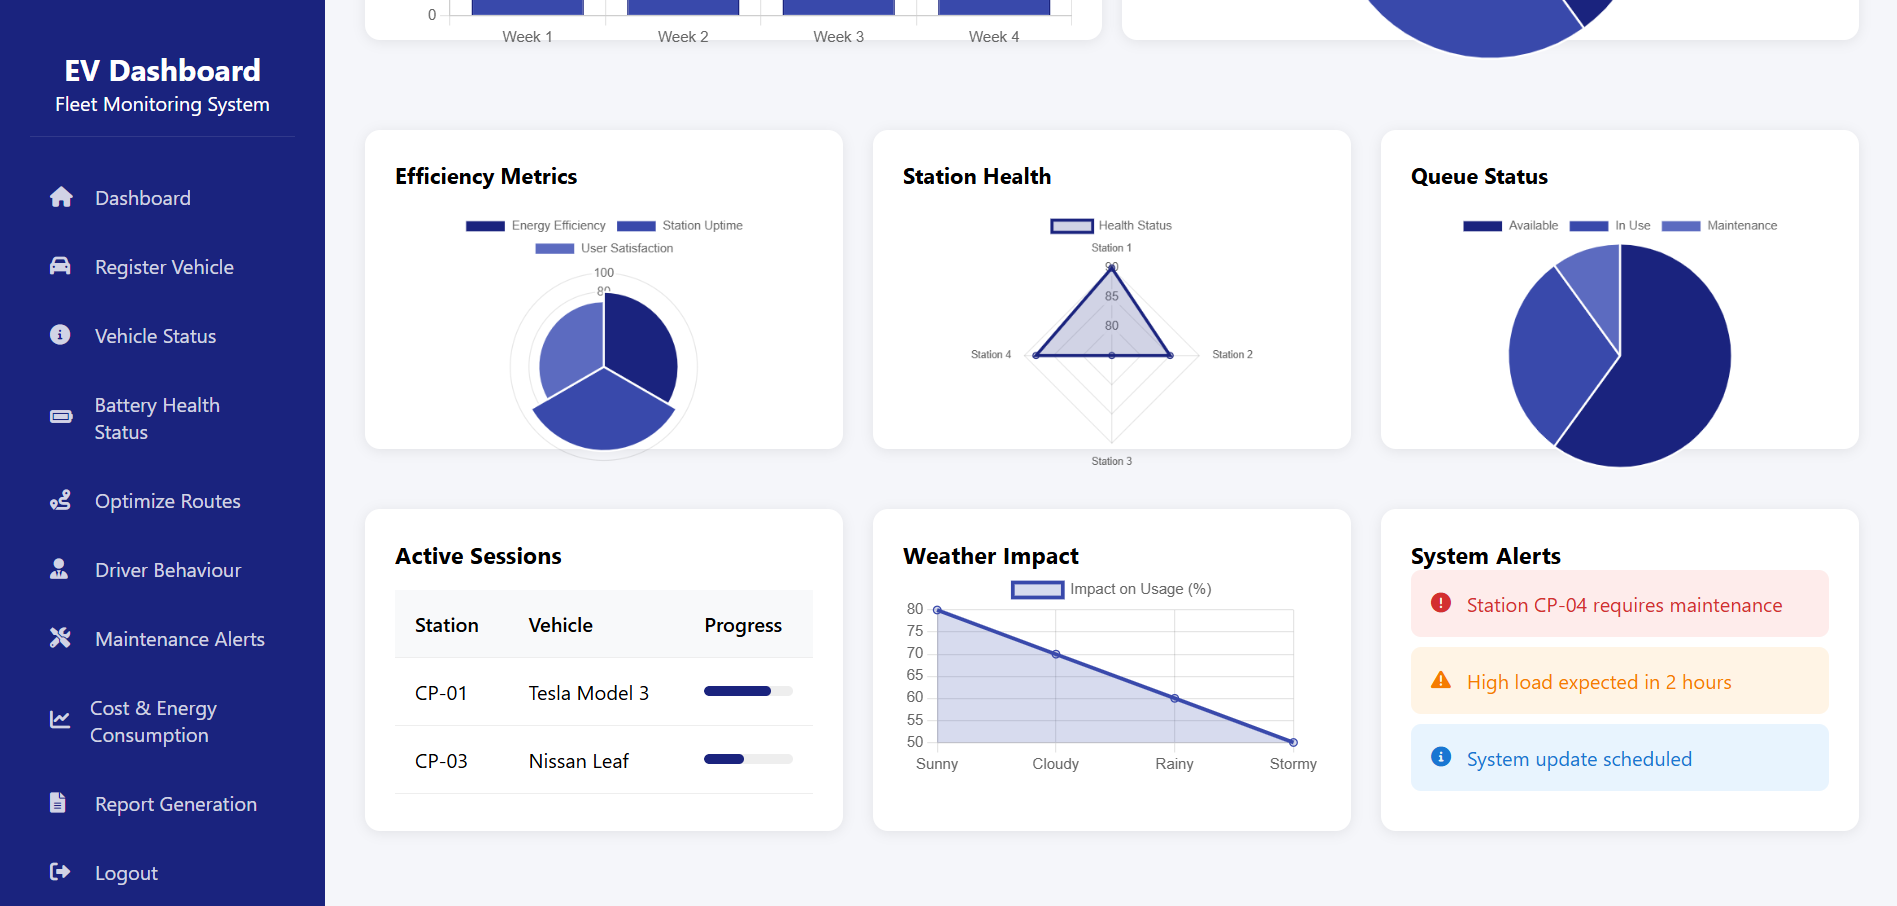 EV Dashboard
Fleet Monitoring System
Dashboard
Register Vehicle
Vehicle Status
Battery Health
Status
Optimize Routes
Driver Behaviour
Maintenance Alerts
Cost & Energy
Consumption
Report Generation
Logout
0
Week 1 Week 2 Week 3 Week 4
Efficiency Metrics
Energy Efficiency Station Uptime
User Satisfaction
100
80
Station Health
Health Status
Station 1
90
85
80
Station 4 Station 2
Station 3
Queue Status
Available In Use Maintenance
Active Sessions
Station Vehicle Progress
CP-01 Tesla Model 3
CP-03 Nissan Leaf
Weather Impact
Impact on Usage (%)
80
75
70
65
60
55
50
Sunny Cloudy Rainy Stormy
System Alerts
Station CP-04 requires maintenance
High load expected in 2 hours
System update scheduled